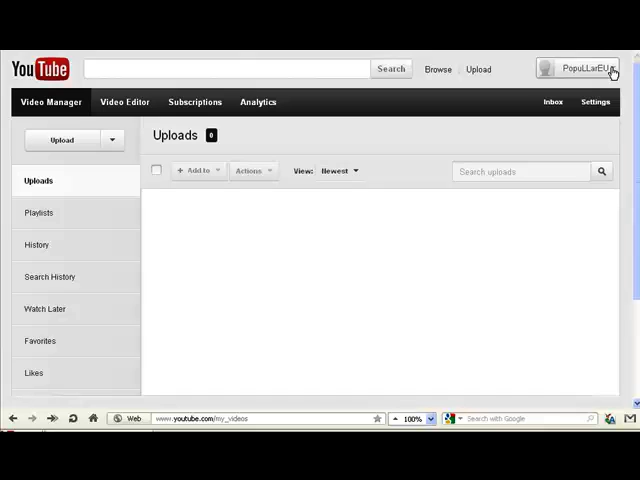 YouTube Search Browse Upload PopuLLarEU
Video Manager Video Editor Subscriptions Analytics Inbox Settings
Upload Uploads 0
Add to Actions View: Newest Search uploads
Uploads
Playlists
History
Search History
Watch Later
Favorites
Likes
Web www.youtube.com/my_videos 100% Search with Google